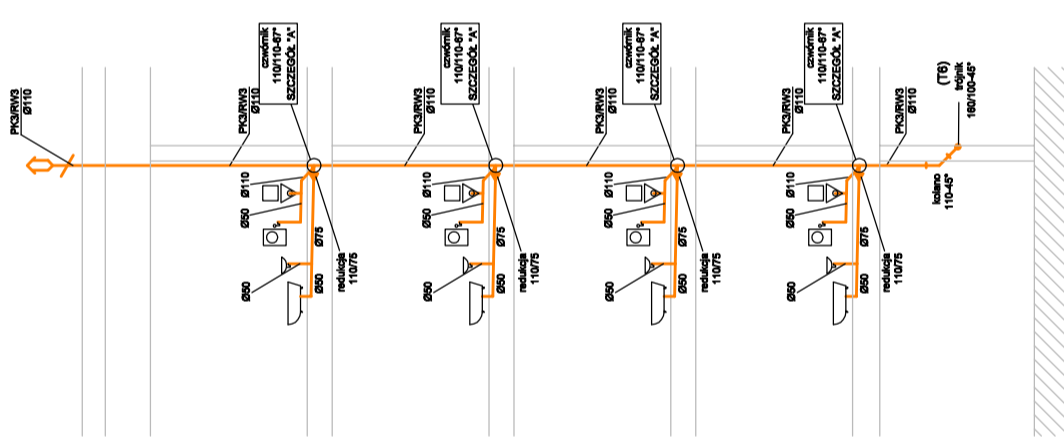 PK3/RW3
Ø110
PK3/RW3
Ø110
czwórnik
110/110-67°
SZCZEGÓŁ "A"
Ø110
Ø50
Ø75
Ø50
Ø50
redukcja
110/75
PK3/RW3
Ø110
czwórnik
110/110-67°
SZCZEGÓŁ "A"
Ø110
Ø50
Ø75
Ø50
Ø50
redukcja
110/75
PK3/RW3
Ø110
czwórnik
110/110-67°
SZCZEGÓŁ "A"
Ø110
Ø50
Ø75
Ø50
Ø50
redukcja
110/75
PK3/RW3
Ø110
czwórnik
110/110-67°
SZCZEGÓŁ "A"
Ø110
Ø50
Ø75
Ø50
Ø50
redukcja
110/75
PK3/RW3
Ø110
(T6)
trójnik
160/100-45°
kolano
110-45°